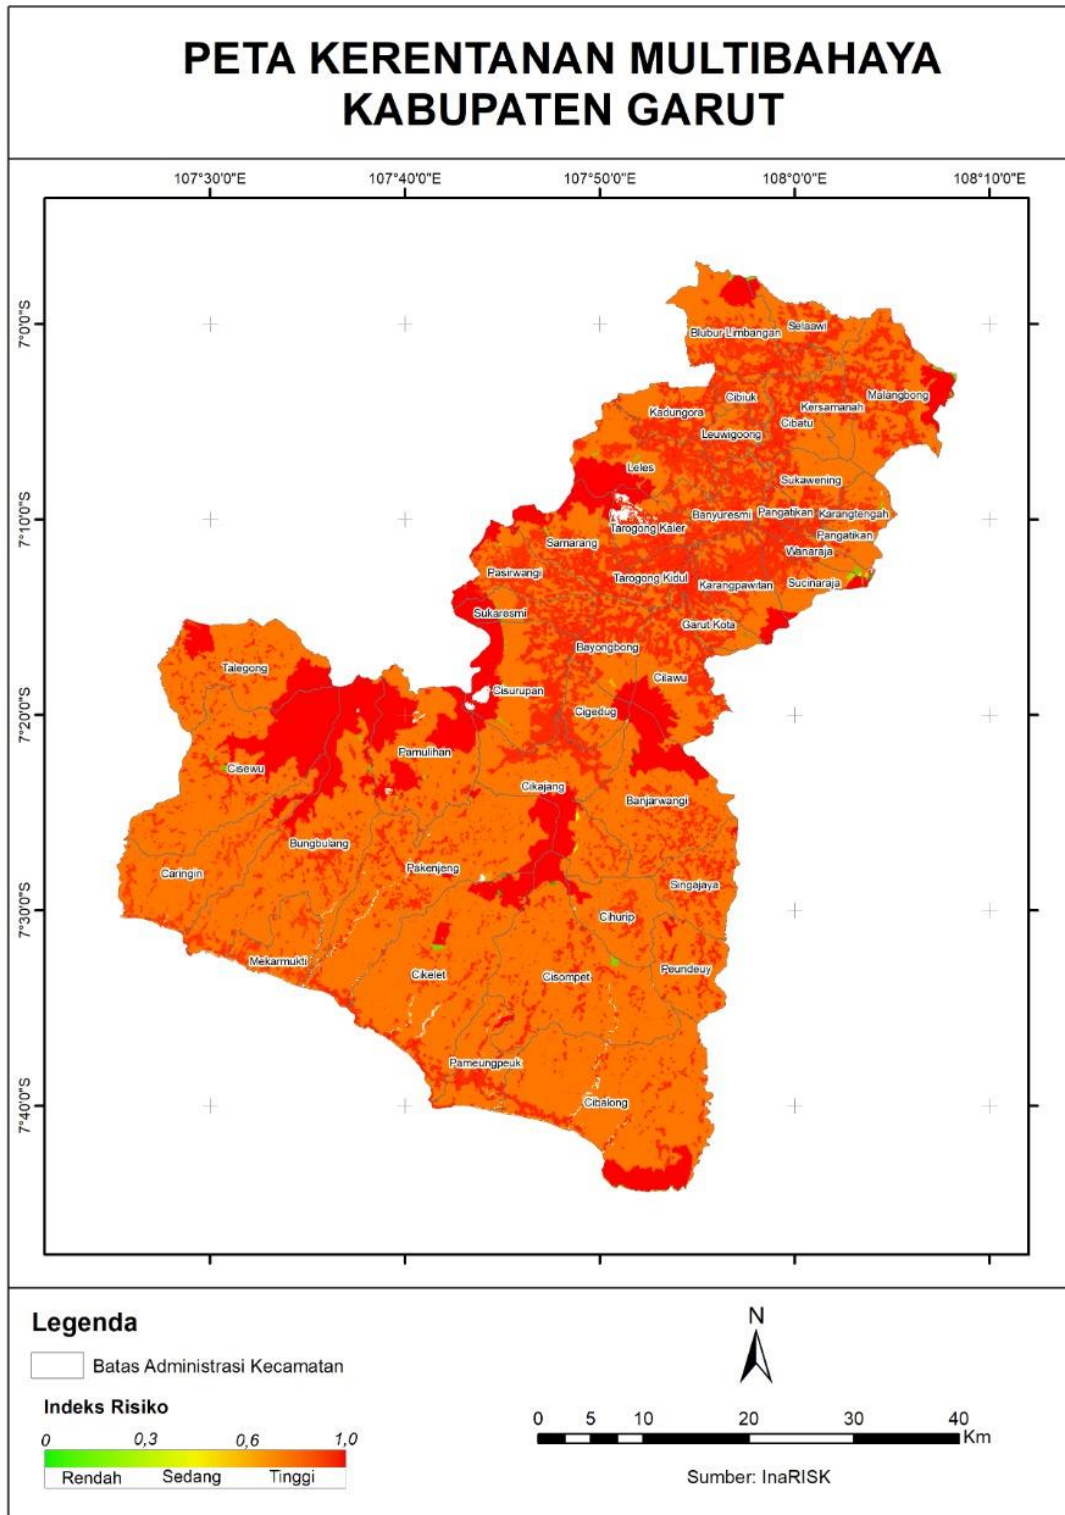 PETA KERENTANAN MULTIBAHAYA
KABUPATEN GARUT
107°30'0"E
107°40'0"E
107°50'0"E
108°0'0"E
108°10'0"E
7°0'0"S
7°10'0"S
7°20'0"S
7°30'0"S
7°40'0"S
Selaawi
Blubur Limbangan
Malangbong
Cibiuk
Kersamanah
Kadungora
Cibatu
Leuwigoong
Leles
Sukawening
Banyuresmi
Pangatikan
Karangtengah
Tarogong Kaler
Pangatikan
Samarang
Wanaraja
Pasirwangi
Tarogong Kidul
Karangpawitan
Sucinaraja
Sukaresmi
Garut Kota
Bayongbong
Talegong
Cilawu
Cisurupan
Cigedug
Pamulihan
Cisewu
Cikajang
Banjarwangi
Bungbulang
Pakenjeng
Caringin
Singajaya
Cihurip
Mekarmukti
Cikelet
Cisompet
Peundeuy
Pameungpeuk
Cibalong
Legenda
Batas Administrasi Kecamatan
Indeks Risiko
0 0,3 0,6 1,0
Rendah Sedang Tinggi
N
0 5 10 20 30 40
Km
Sumber: InaRISK